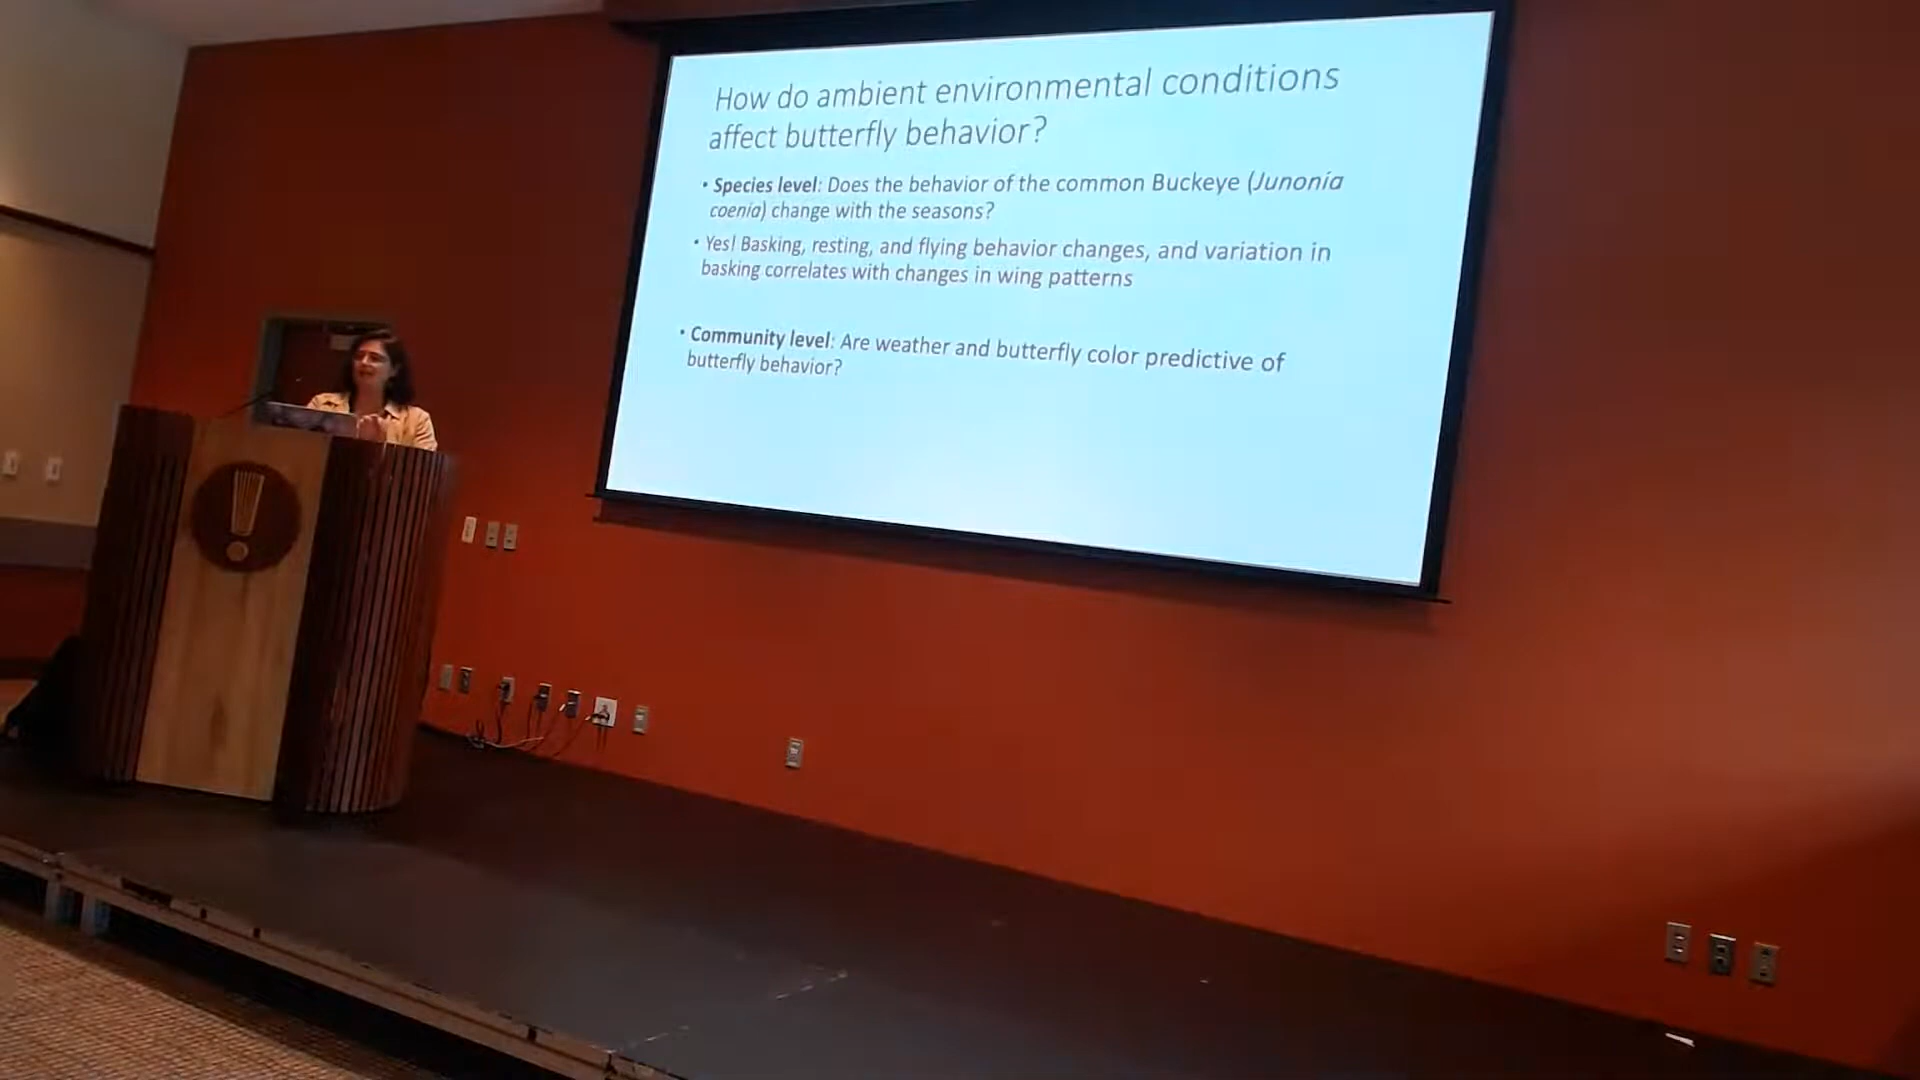 How do ambient environmental conditions
affect butterfly behavior?
• Species level: Does the behavior of the common Buckeye (Junonia
coenia) change with the seasons?
• Yes! Basking, resting, and flying behavior changes, and variation in
basking correlates with changes in wing patterns
• Community level: Are weather and butterfly color predictive of
butterfly behavior?